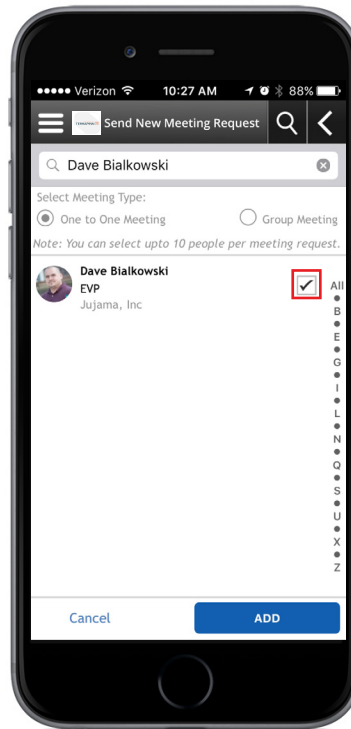 Verizon 10:27 AM 88%
Send New Meeting Request
Dave Bialkowski
Select Meeting Type:
One to One Meeting Group Meeting
Note: You can select upto 10 people per meeting request.
Dave Bialkowski
EVP
Jujama, Inc
All
B
E
G
I
L
N
Q
S
U
X
Z
Cancel ADD